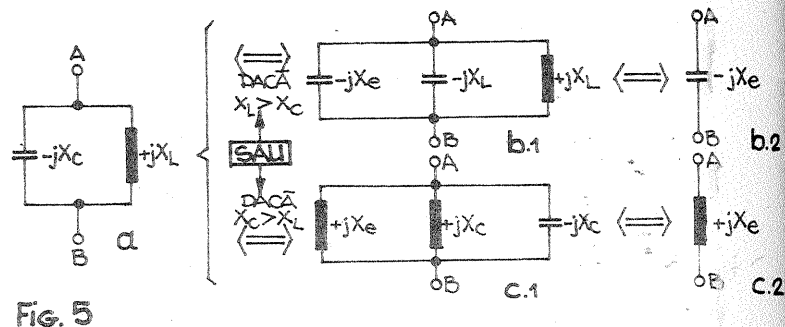 A
-jXc
+jXL
B
a
DACĂ
XL > XC
SAU
DACĂ
XC > XL
A
-jXe
-jXL
+jXL
B
b.1
A
-jXe
B
b.2
A
+jXe
+jXC
-jXC
B
c.1
A
+jXe
B
c.2
Fig. 5